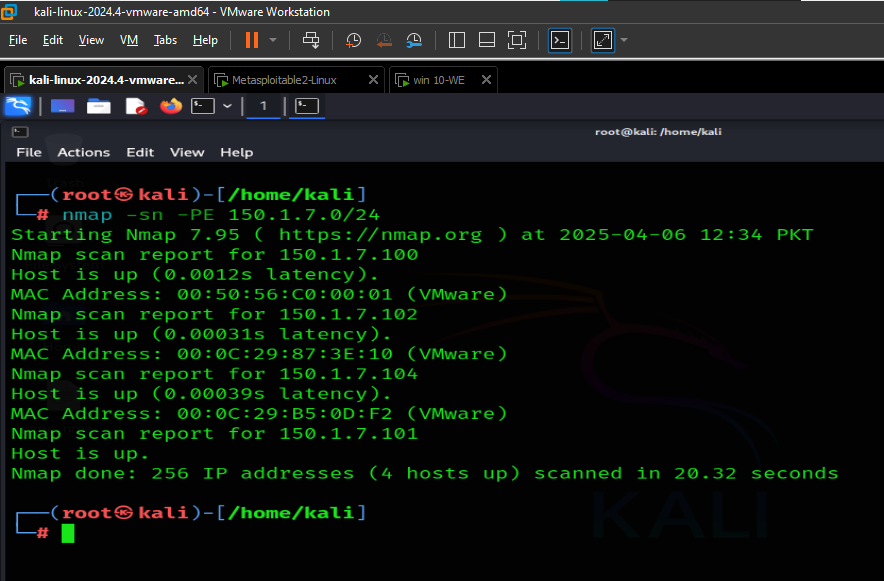 kali-linux-2024.4-vmware-amd64 - VMware Workstation
File Edit View VM Tabs Help
kali-linux-2024.4-vmware... Metasploitable2-Linux win 10-WE
1
root@kali: /home/kali
File Actions Edit View Help
┌──(root㉿kali)-[/home/kali]
└─# nmap -sn -PE 150.1.7.0/24
Starting Nmap 7.95 ( https://nmap.org ) at 2025-04-06 12:34 PKT
Nmap scan report for 150.1.7.100
Host is up (0.0012s latency).
MAC Address: 00:50:56:C0:00:01 (VMware)
Nmap scan report for 150.1.7.102
Host is up (0.00031s latency).
MAC Address: 00:0C:29:87:3E:10 (VMware)
Nmap scan report for 150.1.7.104
Host is up (0.00039s latency).
MAC Address: 00:0C:29:B5:0D:F2 (VMware)
Nmap scan report for 150.1.7.101
Host is up.
Nmap done: 256 IP addresses (4 hosts up) scanned in 20.32 seconds
┌──(root㉿kali)-[/home/kali]
└─#
KALI